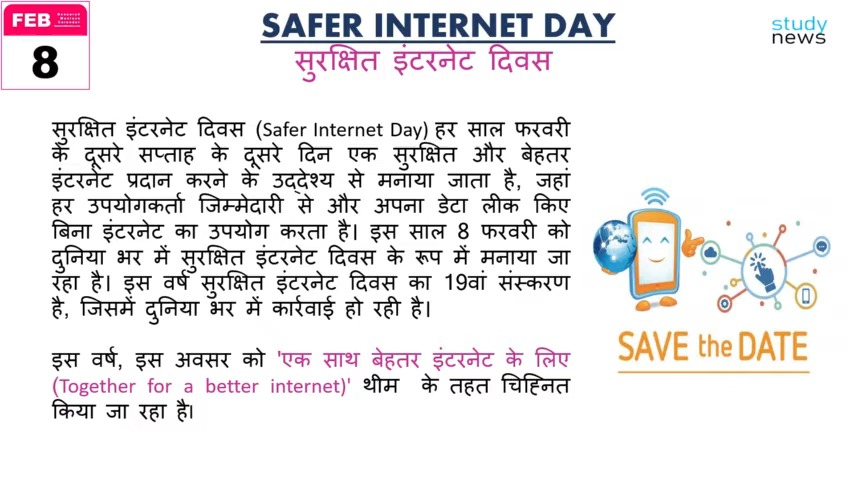 FEB
8
SAFER INTERNET DAY
सुरक्षित इंटरनेट दिवस
study
news
सुरक्षित इंटरनेट दिवस (Safer Internet Day) हर साल फरवरी
के दूसरे सप्ताह के दूसरे दिन एक सुरक्षित और बेहतर
इंटरनेट प्रदान करने के उद्देश्य से मनाया जाता है, जहां
हर उपयोगकर्ता जिम्मेदारी से और अपना डेटा लीक किए
बिना इंटरनेट का उपयोग करता है। इस साल 8 फरवरी को
दुनिया भर में सुरक्षित इंटरनेट दिवस के रूप में मनाया जा
रहा है। इस वर्ष सुरक्षित इंटरनेट दिवस का 19वां संस्करण
है, जिसमें दुनिया भर में कार्रवाई हो रही है।
इस वर्ष, इस अवसर को 'एक साथ बेहतर इंटरनेट के लिए
(Together for a better internet)' थीम के तहत चिह्नित
किया जा रहा है।
SAVE the DATE